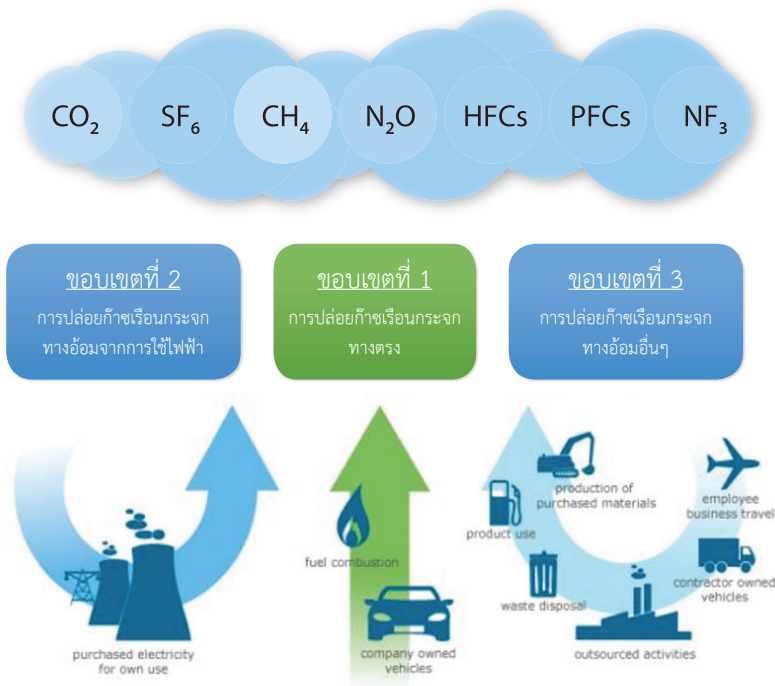 CO₂ SF₆ CH₄ N₂O HFCs PFCs NF₃
ขอบเขตที่ 2
การปล่อยก๊าซเรือนกระจก
ทางอ้อมจากการใช้ไฟฟ้า
ขอบเขตที่ 1
การปล่อยก๊าซเรือนกระจก
ทางตรง
ขอบเขตที่ 3
การปล่อยก๊าซเรือนกระจก
ทางอ้อมอื่นๆ
purchased electricity
for own use
fuel combustion
company owned
vehicles
production of
purchased materials
product use
waste disposal
employee
business travel
contractor owned
vehicles
outsourced activities